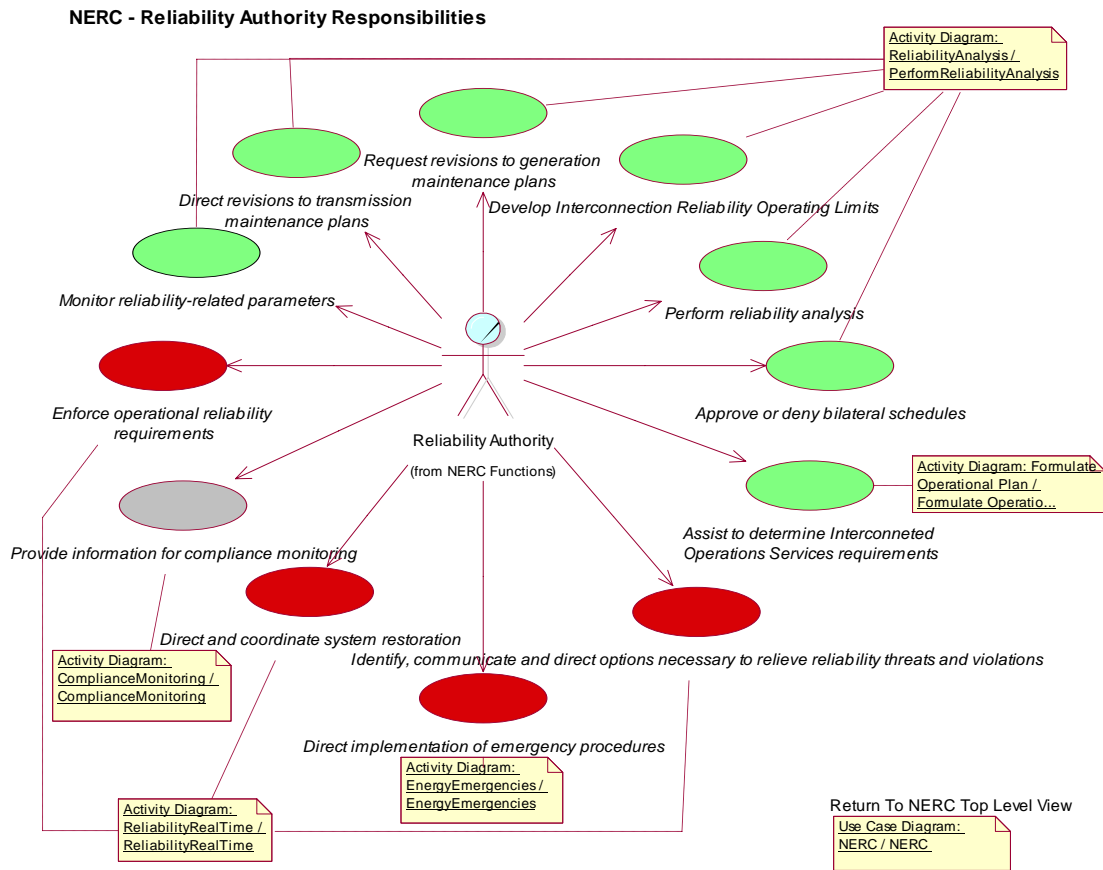 NERC - Reliability Authority Responsibilities
Activity Diagram:
ReliabilityAnalysis /
PerformReliabilityAnalysis
Request revisions to generation
maintenance plans
Direct revisions to transmission
maintenance plans
Develop Interconnection Reliability Operating Limits
Monitor reliability-related parameters
Perform reliability analysis
Enforce operational reliability
requirements
Approve or deny bilateral schedules
Reliability Authority
(from NERC Functions)
Activity Diagram: Formulate
Operational Plan /
Formulate Operatio...
Assist to determine Interconneted
Operations Services requirements
Provide information for compliance monitoring
Direct and coordinate system restoration
Identify, communicate and direct options necessary to relieve reliability threats and violations
Activity Diagram:
ComplianceMonitoring /
ComplianceMonitoring
Direct implementation of emergency procedures
Activity Diagram:
EnergyEmergencies /
EnergyEmergencies
Activity Diagram:
ReliabilityRealTime /
ReliabilityRealTime
Return To NERC Top Level View
Use Case Diagram:
NERC / NERC